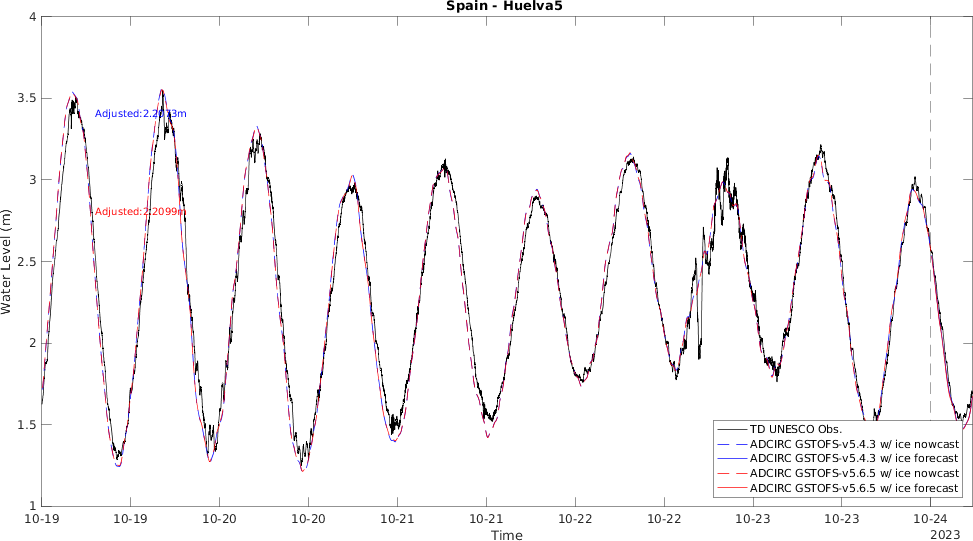 Spain - Huelva5
4
3.5
3
2.5
2
1.5
1
Water Level (m)
Adjusted:2.2073m
Adjusted:2.2099m
TD UNESCO Obs.
ADCIRC GSTOFS-v5.4.3 w/ ice nowcast
ADCIRC GSTOFS-v5.4.3 w/ ice forecast
ADCIRC GSTOFS-v5.6.5 w/ ice nowcast
ADCIRC GSTOFS-v5.6.5 w/ ice forecast
10-19 10-19 10-20 10-20 10-21 10-21 10-22 10-22 10-23 10-23 10-24
Time
2023